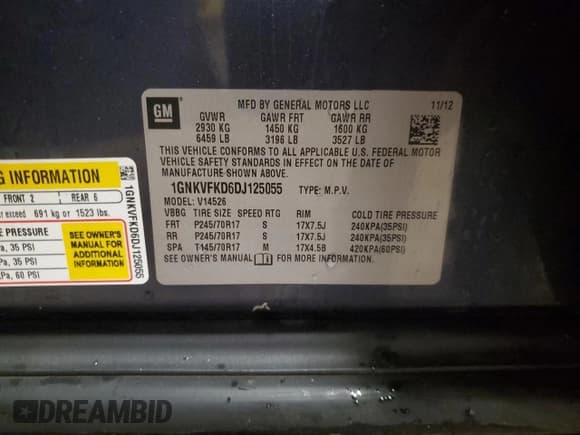 GM
MFD BY GENERAL MOTORS LLC 11/12
GVWR GAWR FRT GAWR RR
2930 KG 1450 KG 1600 KG
6459 LB 3196 LB 3527 LB
THIS VEHICLE CONFORMS TO ALL APPLICABLE U.S. FEDERAL MOTOR
VEHICLE SAFETY STANDARDS IN EFFECT ON THE DATE OF
MANUFACTURE SHOWN ABOVE.
1GNKVFKD6DJ125055 TYPE: M.P.V.
MODEL: V14526
VBBG TIRE SIZE SPEED RTG RIM COLD TIRE PRESSURE
FRT P245/70R17 S 17X7.5J 240KPA(35PSI)
RR P245/70R17 S 17X7.5J 240KPA(35PSI)
SPA T145/70R17 M 17X4.5B 420KPA(60PSI)
SEE OWNER'S MANUAL FOR MORE INFORMATION.
G INFORMATION
FRONT 2 REAR 6
exceed 691 kg or 1523 lbs.
E PRESSURE
Pa, 35 PSI
Pa, 35 PSI
Pa, 60 PSI
SEE OWNER'S
MANUAL FOR
ADDITIONAL
INFORMATION
1GNKVFKD6DJ125055
DREAMBID